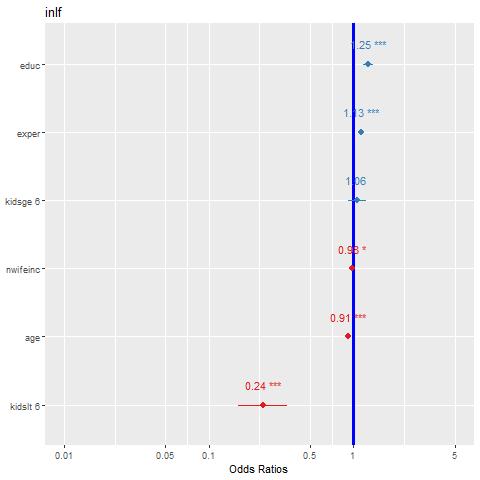 inlf
1.25 ***
educ
1.13 ***
exper
1.06
kidsge 6
0.98 *
nwifeinc
0.91 ***
age
0.24 ***
kidslt 6
0.01 0.05 0.1 0.5 1 5
Odds Ratios